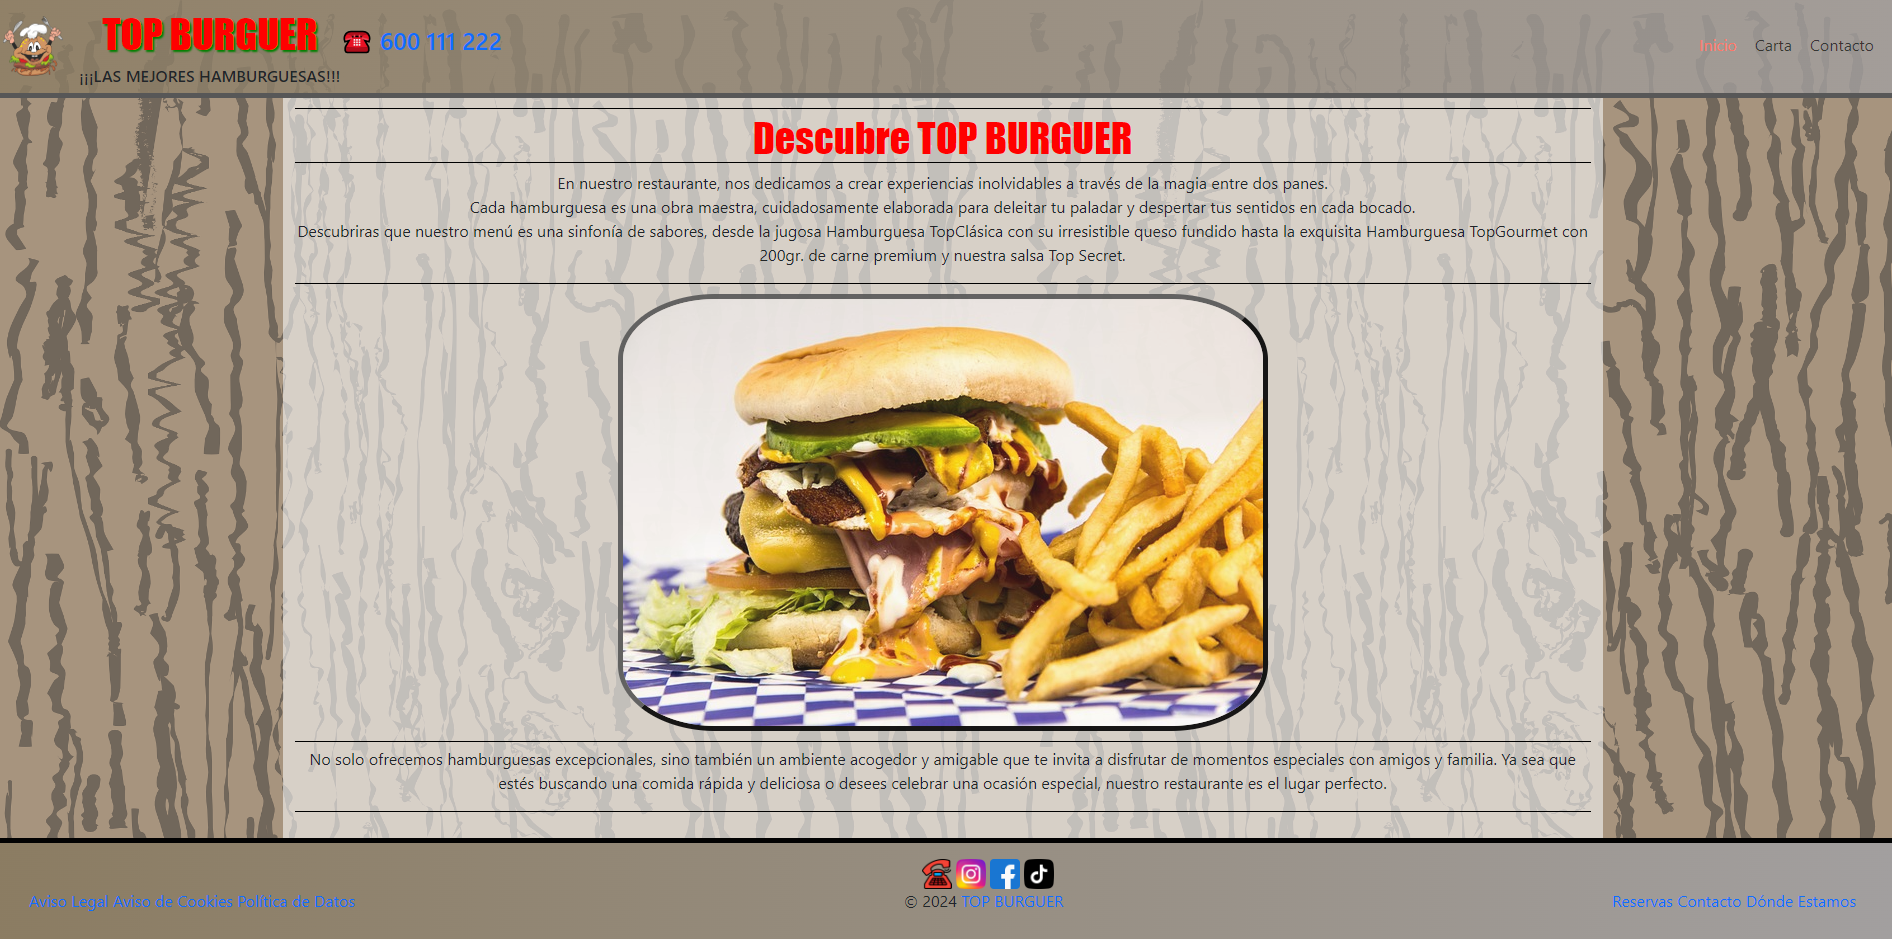 TOP BURGUER
600 111 222
¡¡¡LAS MEJORES HAMBURGUESAS!!!
Inicio Carta Contacto
Descubre TOP BURGUER
En nuestro restaurante, nos dedicamos a crear experiencias inolvidables a través de la magia entre dos panes.
Cada hamburguesa es una obra maestra, cuidadosamente elaborada para deleitar tu paladar y despertar tus sentidos en cada bocado.
Descubriras que nuestro menú es una sinfonía de sabores, desde la jugosa Hamburguesa TopClásica con su irresistible queso fundido hasta la exquisita Hamburguesa TopGourmet con
200gr. de carne premium y nuestra salsa Top Secret.
No solo ofrecemos hamburguesas excepcionales, sino también un ambiente acogedor y amigable que te invita a disfrutar de momentos especiales con amigos y familia. Ya sea que
estés buscando una comida rápida y deliciosa o desees celebrar una ocasión especial, nuestro restaurante es el lugar perfecto.
Aviso Legal Aviso de Cookies Política de Datos
© 2024 TOP BURGUER
Reservas Contacto Dónde Estamos